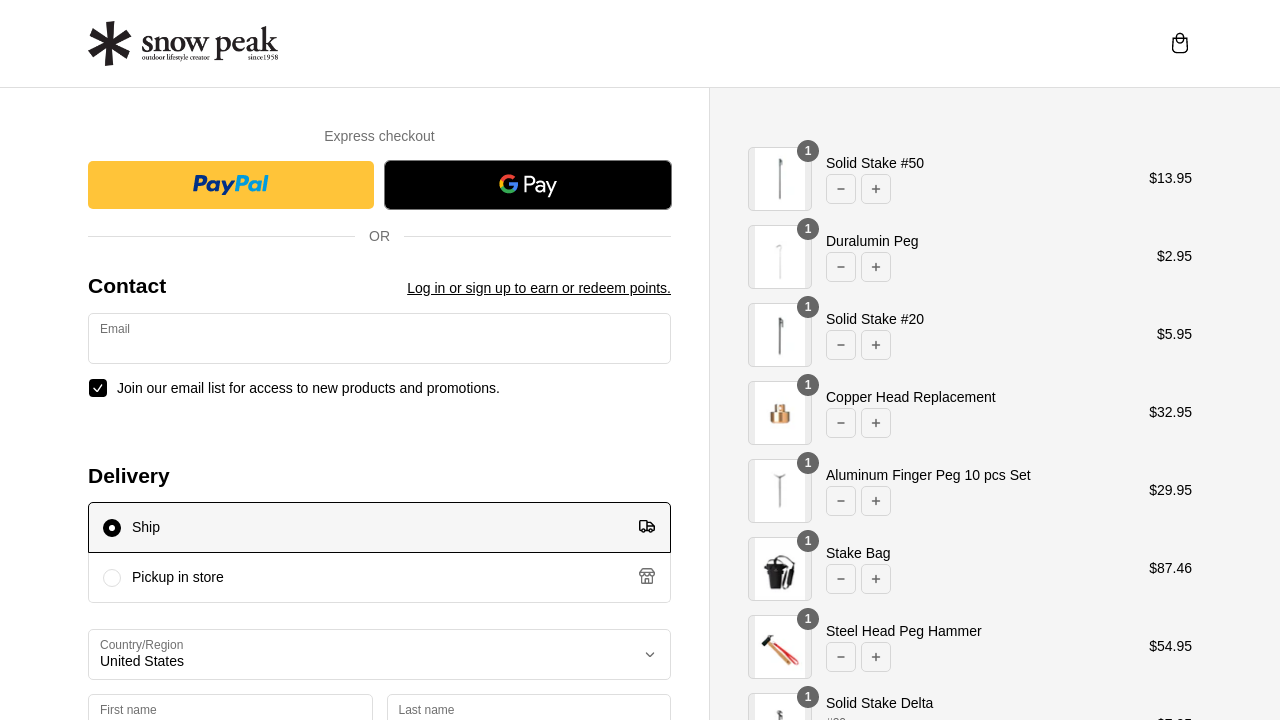 snow peak
outdoor lifestyle creator since1958
Express checkout
PayPal
G Pay
OR
Contact
Log in or sign up to earn or redeem points.
Email
Join our email list for access to new products and promotions.
Delivery
Ship
Pickup in store
Country/Region
United States
First name
Last name
1
Solid Stake #50
$13.95
1
Duralumin Peg
$2.95
1
Solid Stake #20
$5.95
1
Copper Head Replacement
$32.95
1
Aluminum Finger Peg 10 pcs Set
$29.95
1
Stake Bag
$87.46
1
Steel Head Peg Hammer
$54.95
1
Solid Stake Delta